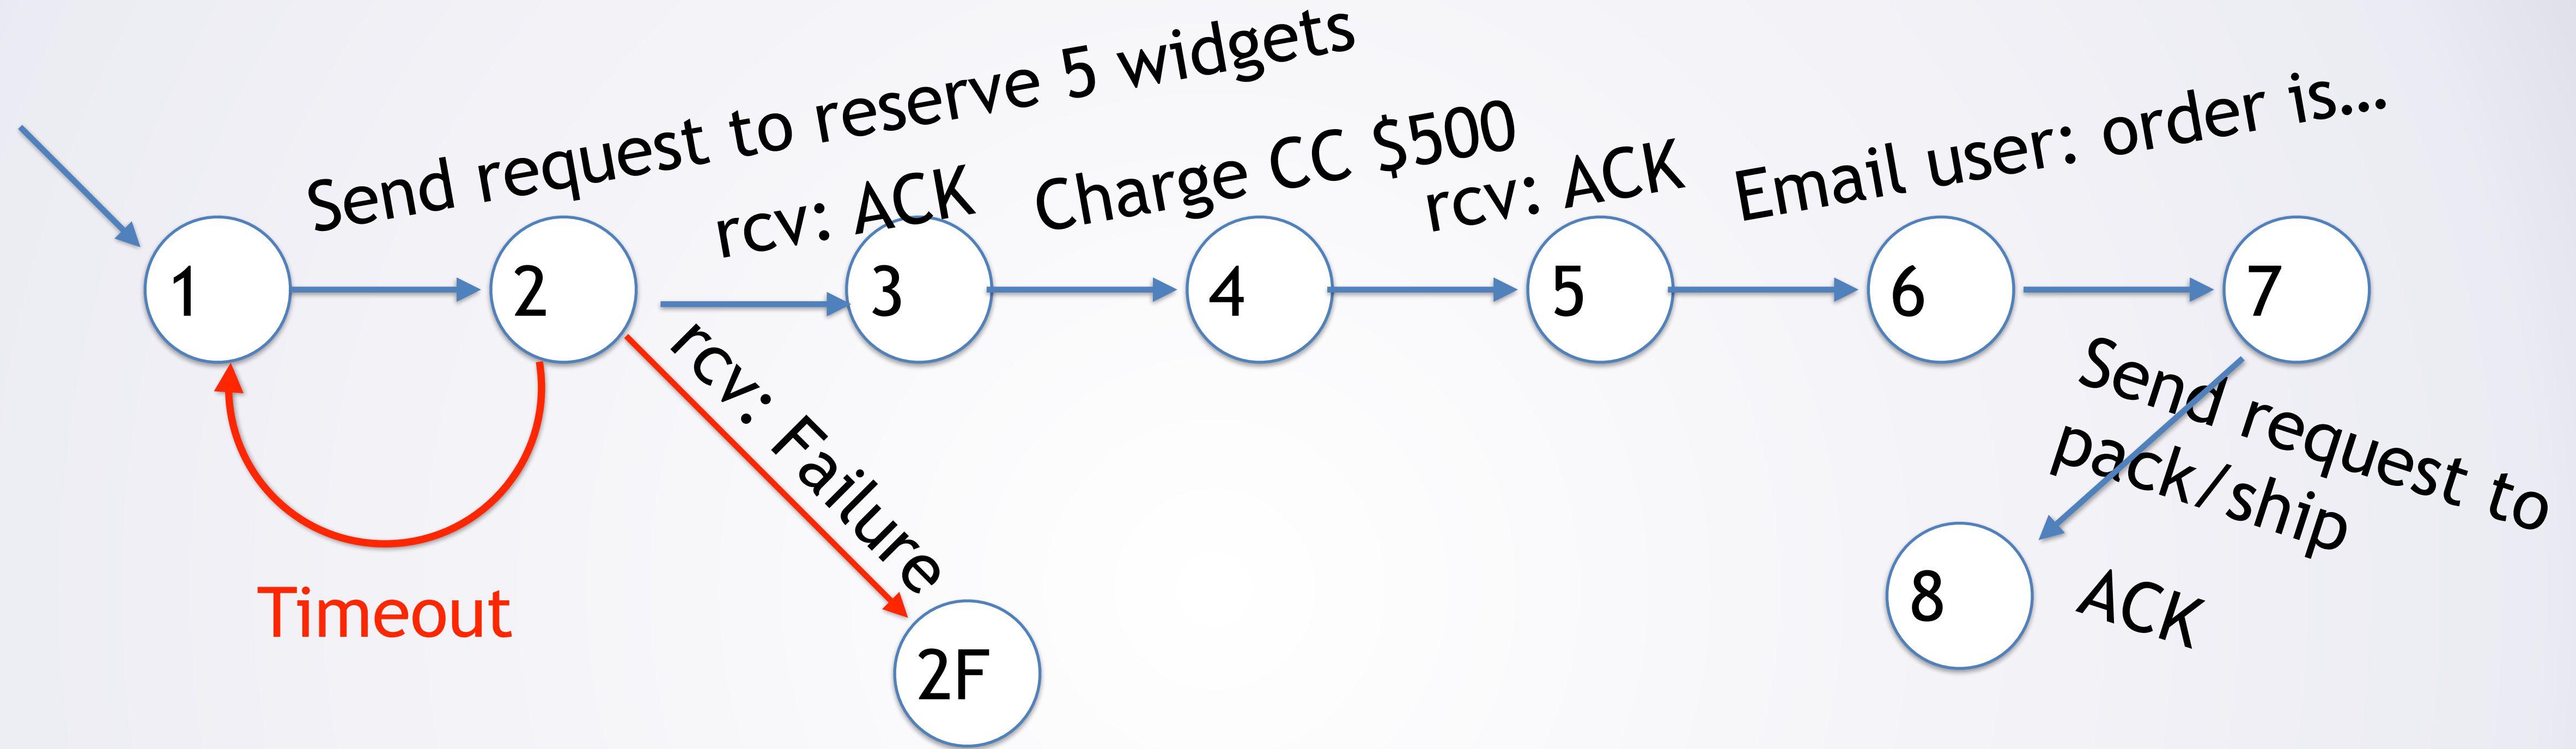 Send request to reserve 5 widgets
rcv: ACK
Charge CC $500
rcv: ACK
Email user: order is…
1
2
3
4
5
6
7
rcv: Failure
Send request to
pack/ship
Timeout
2F
8
ACK